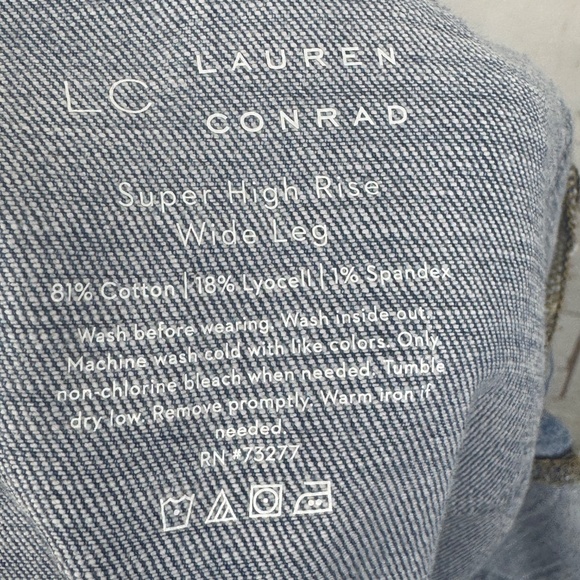 LC LAUREN
CONRAD
Super High Rise
Wide Leg
81% Cotton | 18% Lyocell | 1% Spandex
Wash before wearing. Wash inside out.
Machine wash cold with like colors. Only
non-chlorine bleach when needed. Tumble
dry low. Remove promptly. Warm iron if
needed.
RN #73277